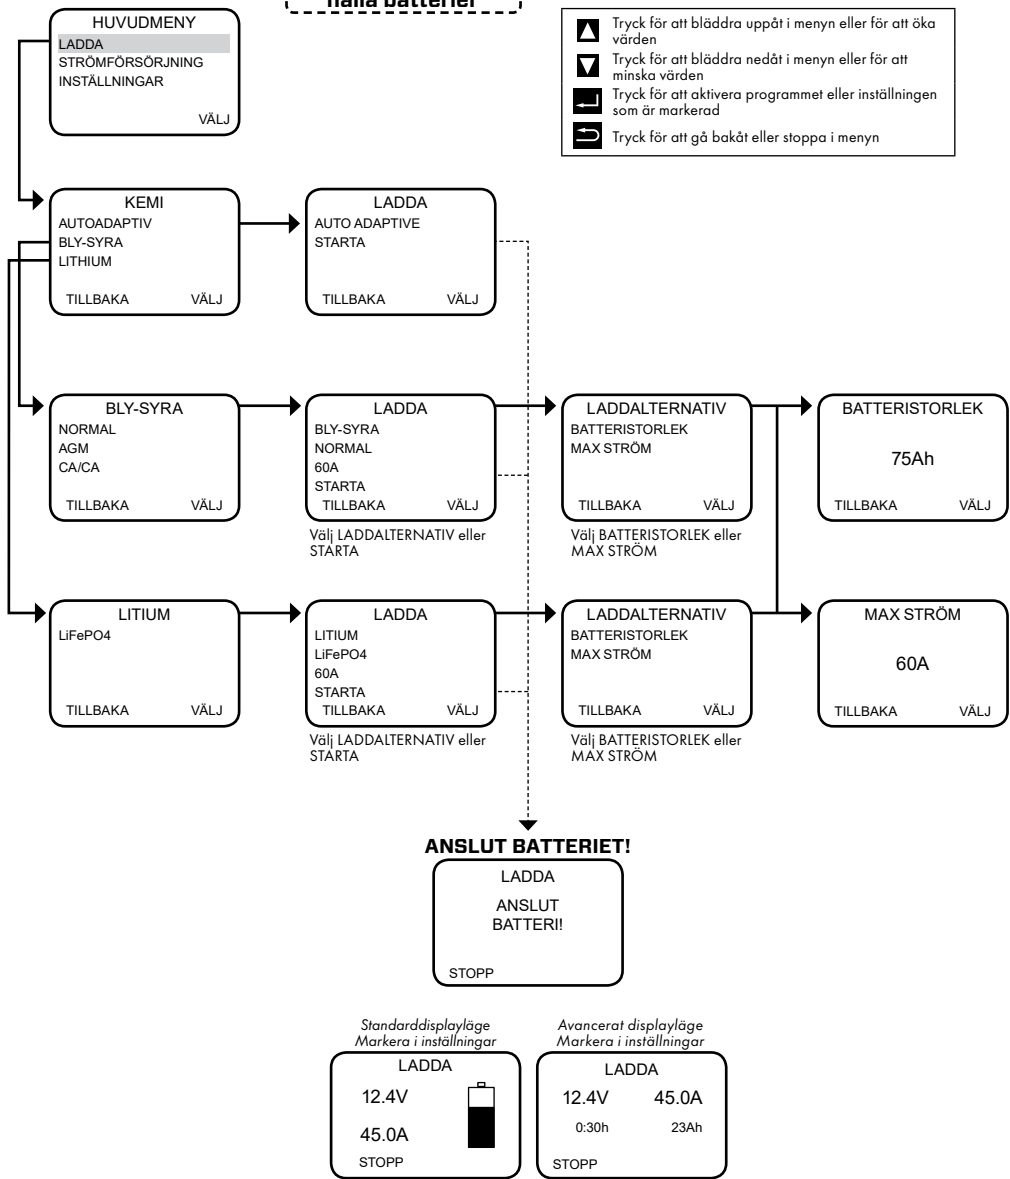 hålla batterier
HUVUDMENY
LADDA
STRÖMFÖRSÖRJNING
INSTÄLLNINGAR
VÄLJ
Tryck för att bläddra uppåt i menyn eller för att öka
värden
Tryck för att bläddra nedåt i menyn eller för att
minska värden
Tryck för att aktivera programmet eller inställningen
som är markerad
Tryck för att gå bakåt eller stoppa i menyn
KEMI
AUTOADAPTIV
BLY-SYRA
LITHIUM
TILLBAKA VÄLJ
LADDA
AUTO ADAPTIVE
STARTA
TILLBAKA VÄLJ
BLY-SYRA
NORMAL
AGM
CA/CA
TILLBAKA VÄLJ
LADDA
BLY-SYRA
NORMAL
60A
STARTA
TILLBAKA VÄLJ
Välj LADDALTERNATIV eller
STARTA
LADDALTERNATIV
BATTERISTORLEK
MAX STRÖM
TILLBAKA VÄLJ
Välj BATTERISTORLEK eller
MAX STRÖM
BATTERISTORLEK
75Ah
TILLBAKA VÄLJ
LITIUM
LiFePO4
TILLBAKA VÄLJ
LADDA
LITIUM
LiFePO4
60A
STARTA
TILLBAKA VÄLJ
Välj LADDALTERNATIV eller
STARTA
LADDALTERNATIV
BATTERISTORLEK
MAX STRÖM
TILLBAKA VÄLJ
Välj BATTERISTORLEK eller
MAX STRÖM
MAX STRÖM
60A
TILLBAKA VÄLJ
ANSLUT BATTERIET!
LADDA
ANSLUT
BATTERI!
STOPP
Standarddisplayläge
Markera i inställningar
LADDA
12.4V
45.0A
STOPP
Avancerat displayläge
Markera i inställningar
LADDA
12.4V 45.0A
0:30h 23Ah
STOPP